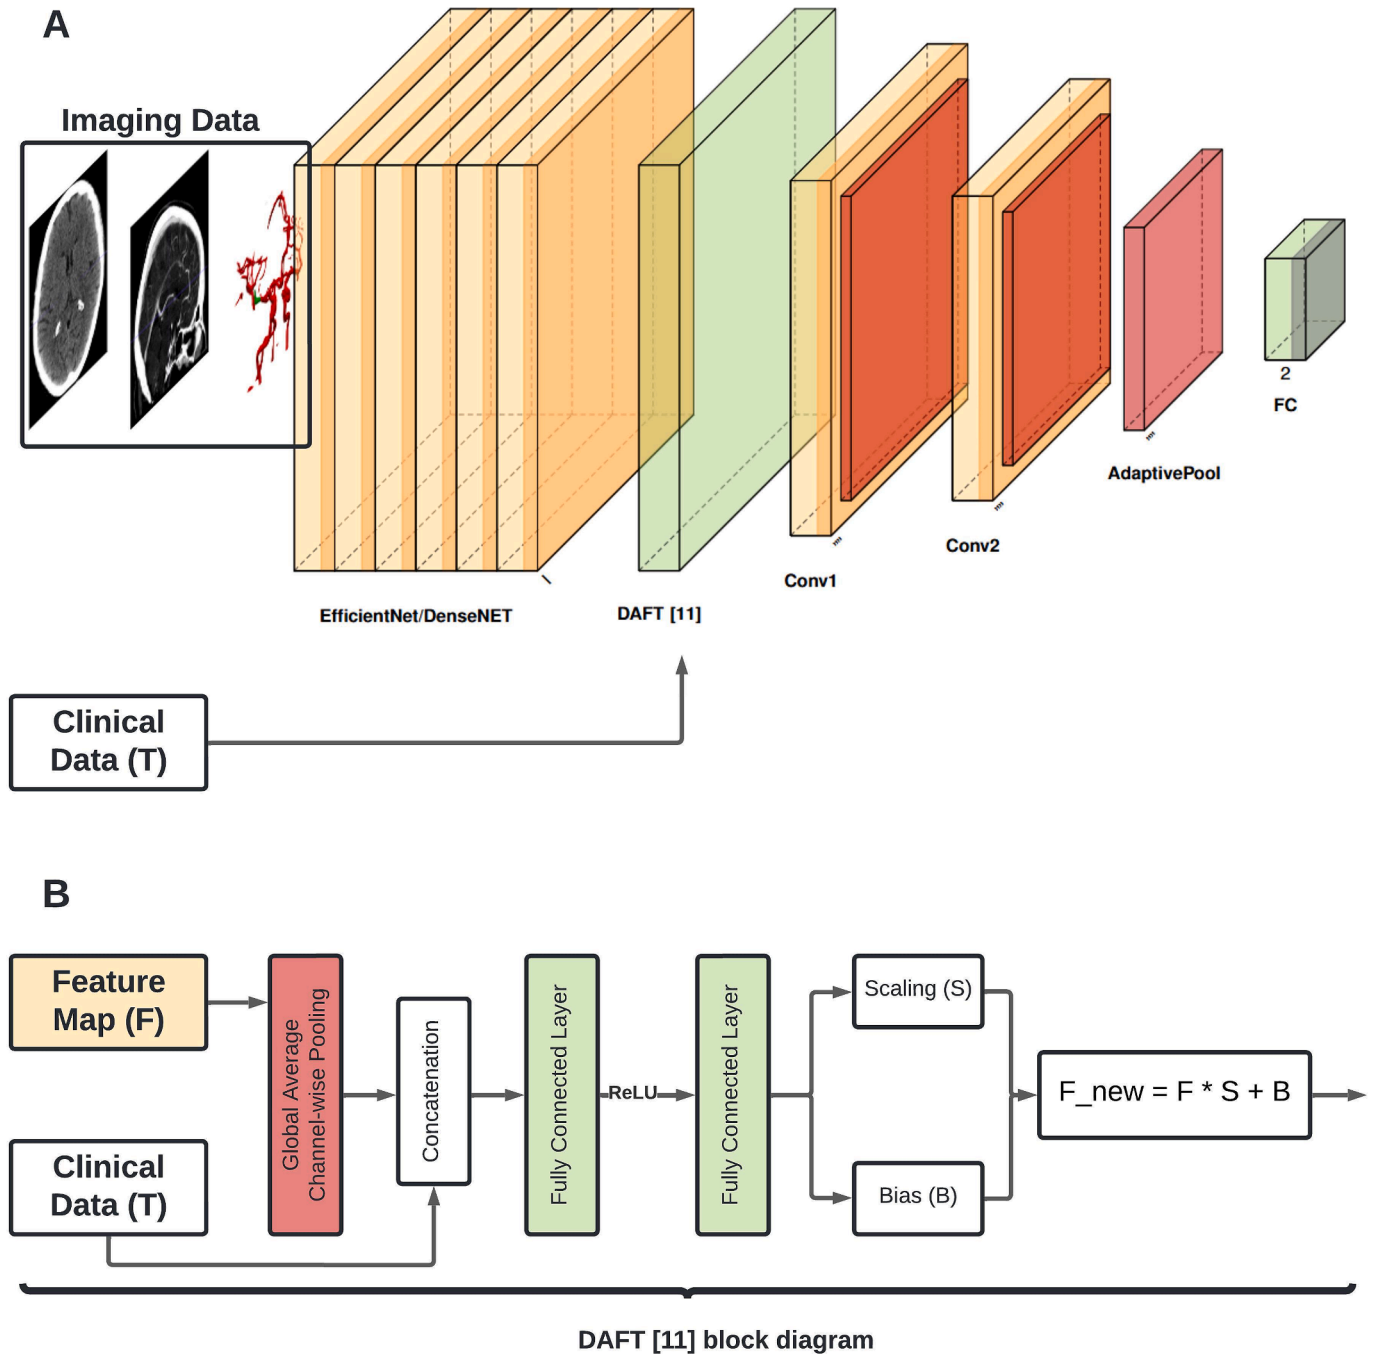 A
Imaging Data
2
FC
AdaptivePool
Conv2
Conv1
EfficientNet/DenseNET
DAFT [11]
Clinical
Data (T)
B
Feature
Map (F)
Clinical
Data (T)
Global Average
Channel-wise Pooling
Concatenation
Fully Connected Layer
ReLU
Fully Connected Layer
Scaling (S)
Bias (B)
F_new = F * S + B
DAFT [11] block diagram